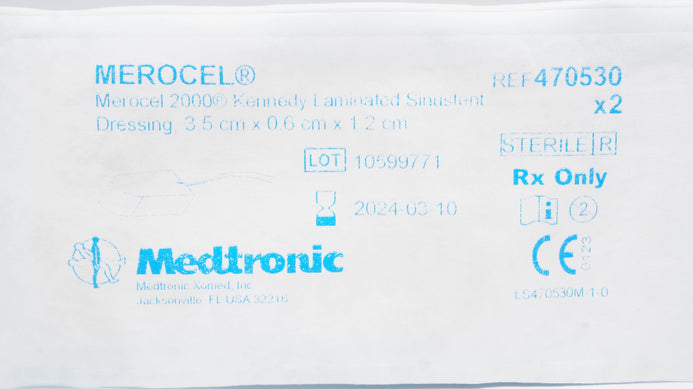 MEROCEL®
Merocel 2000® Kennedy Laminated Sinustent
Dressing, 3.5 cm x 0.6 cm x 1.2 cm
REF 470530
x2
STERILE R
LOT 10599771
Rx Only
2024-03-10
2
Medtronic
Medtronic Xomed, Inc.
Jacksonville, FL USA 32216
CE 0123
LS470530M-1-0